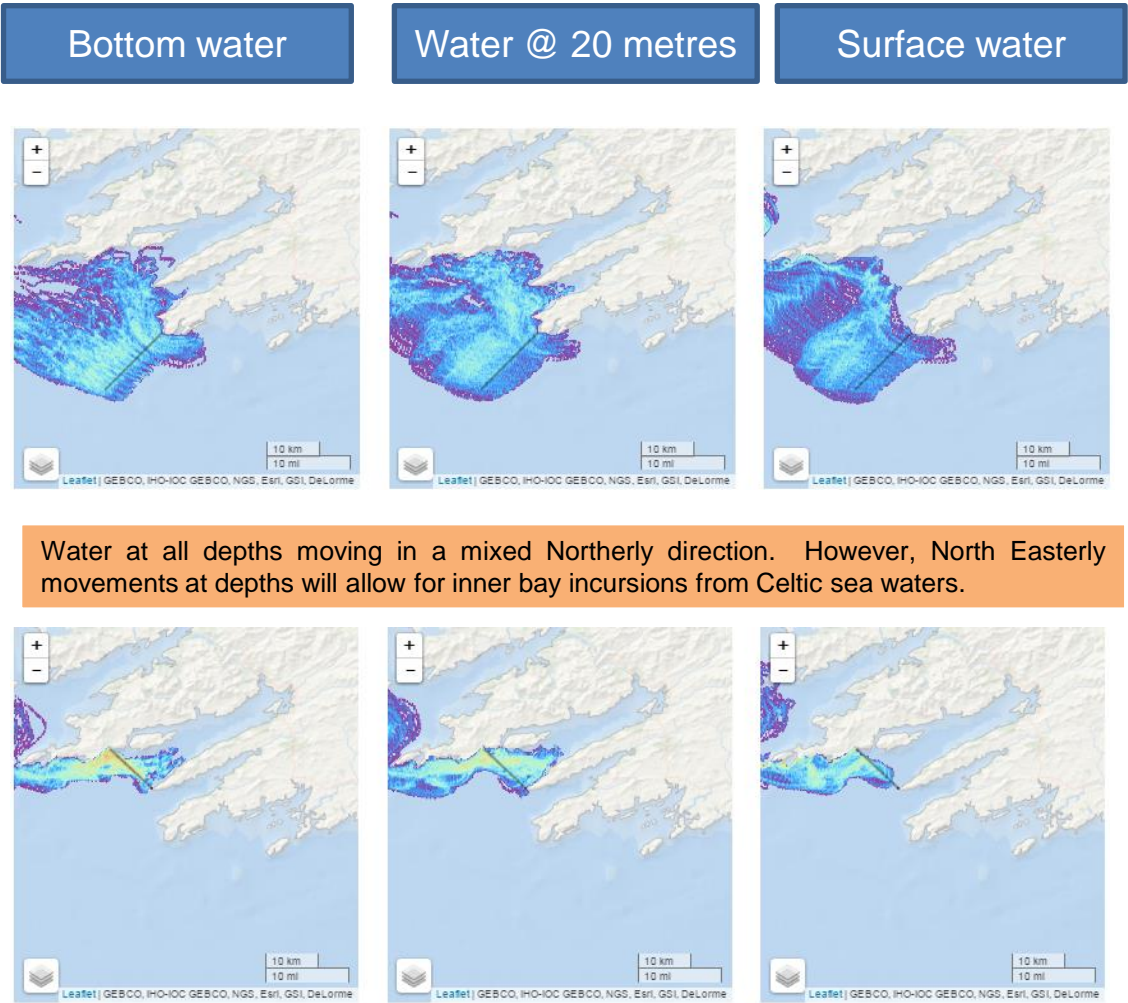 Bottom water
Water @ 20 metres
Surface water
+
−
10 km
10 mi
Leaflet | GEBCO, IHO-IOC GEBCO, NGS, Esri, GSI, DeLorme
+
−
10 km
10 mi
Leaflet | GEBCO, IHO-IOC GEBCO, NGS, Esri, GSI, DeLorme
+
−
10 km
10 mi
Leaflet | GEBCO, IHO-IOC GEBCO, NGS, Esri, GSI, DeLorme
Water at all depths moving in a mixed Northerly direction. However, North Easterly
movements at depths will allow for inner bay incursions from Celtic sea waters.
+
−
10 km
10 mi
Leaflet | GEBCO, IHO-IOC GEBCO, NGS, Esri, GSI, DeLorme
+
−
10 km
10 mi
Leaflet | GEBCO, IHO-IOC GEBCO, NGS, Esri, GSI, DeLorme
+
−
10 km
10 mi
Leaflet | GEBCO, IHO-IOC GEBCO, NGS, Esri, GSI, DeLorme